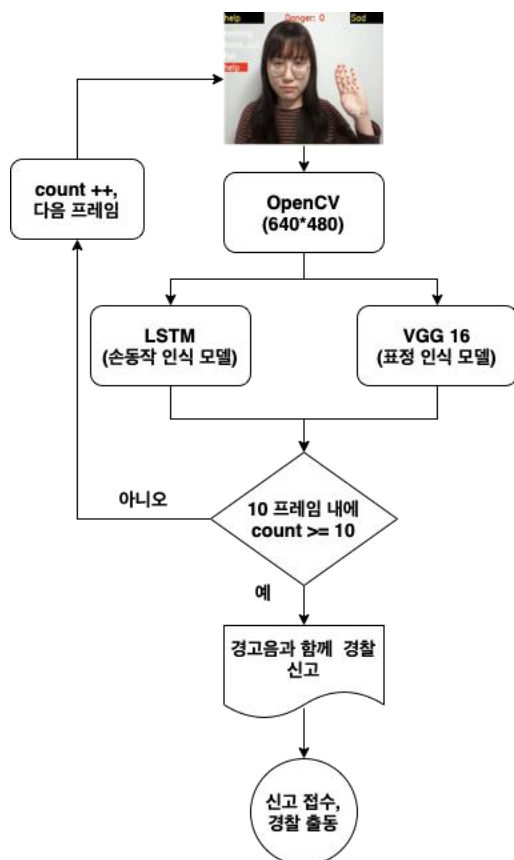 help Danger: 0 Sad
help
count ++,
다음 프레임
OpenCV
(640*480)
LSTM
(손동작 인식 모델)
VGG 16
(표정 인식 모델)
아니오
10 프레임 내에
count >= 10
예
경고음과 함께 경찰
신고
신고 접수,
경찰 출동